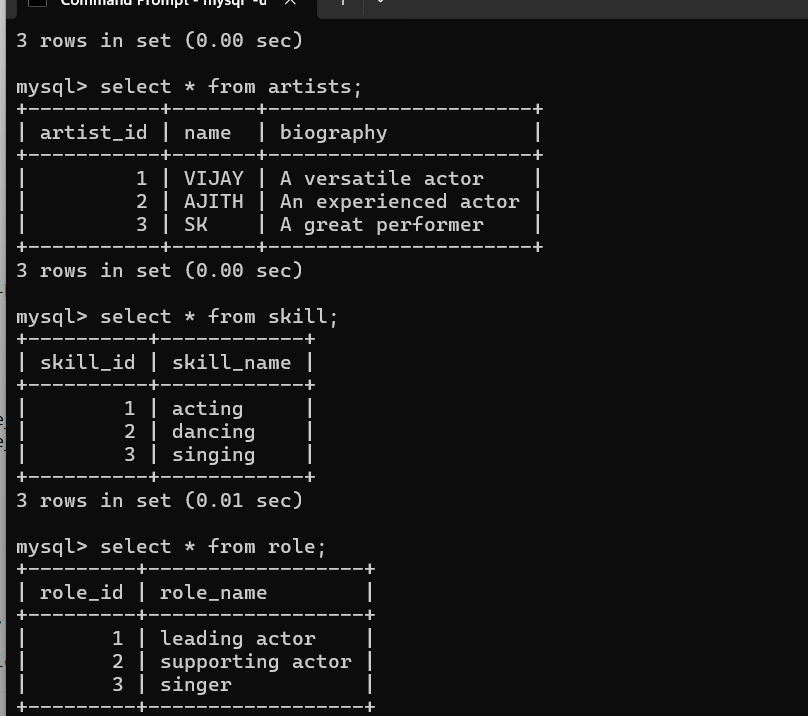 Command Prompt - mysql -u
3 rows in set (0.00 sec)
mysql> select * from artists;
+-----------+-------+----------------------+
| artist_id | name  | biography            |
+-----------+-------+----------------------+
|         1 | VIJAY | A versatile actor    |
|         2 | AJITH | An experienced actor |
|         3 | SK    | A great performer    |
+-----------+-------+----------------------+
3 rows in set (0.00 sec)
mysql> select * from skill;
+----------+------------+
| skill_id | skill_name |
+----------+------------+
|        1 | acting     |
|        2 | dancing    |
|        3 | singing    |
+----------+------------+
3 rows in set (0.01 sec)
mysql> select * from role;
+---------+------------------+
| role_id | role_name        |
+---------+------------------+
|       1 | leading actor    |
|       2 | supporting actor |
|       3 | singer           |
+---------+------------------+